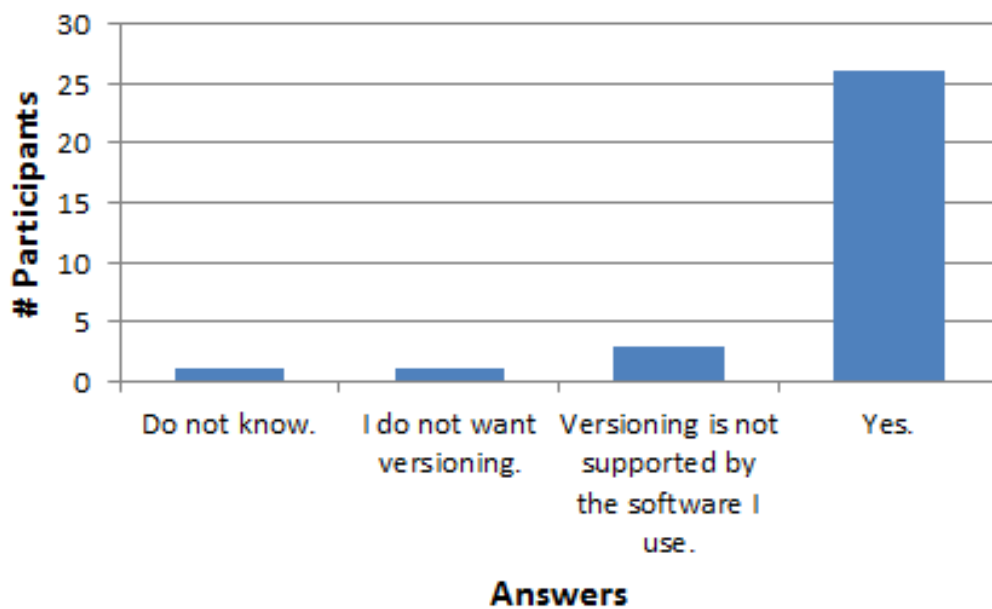 30
25
20
15
10
5
0
# Participants
Do not know.
I do not want
versioning.
Versioning is not
supported by
the software I
use.
Yes.
Answers